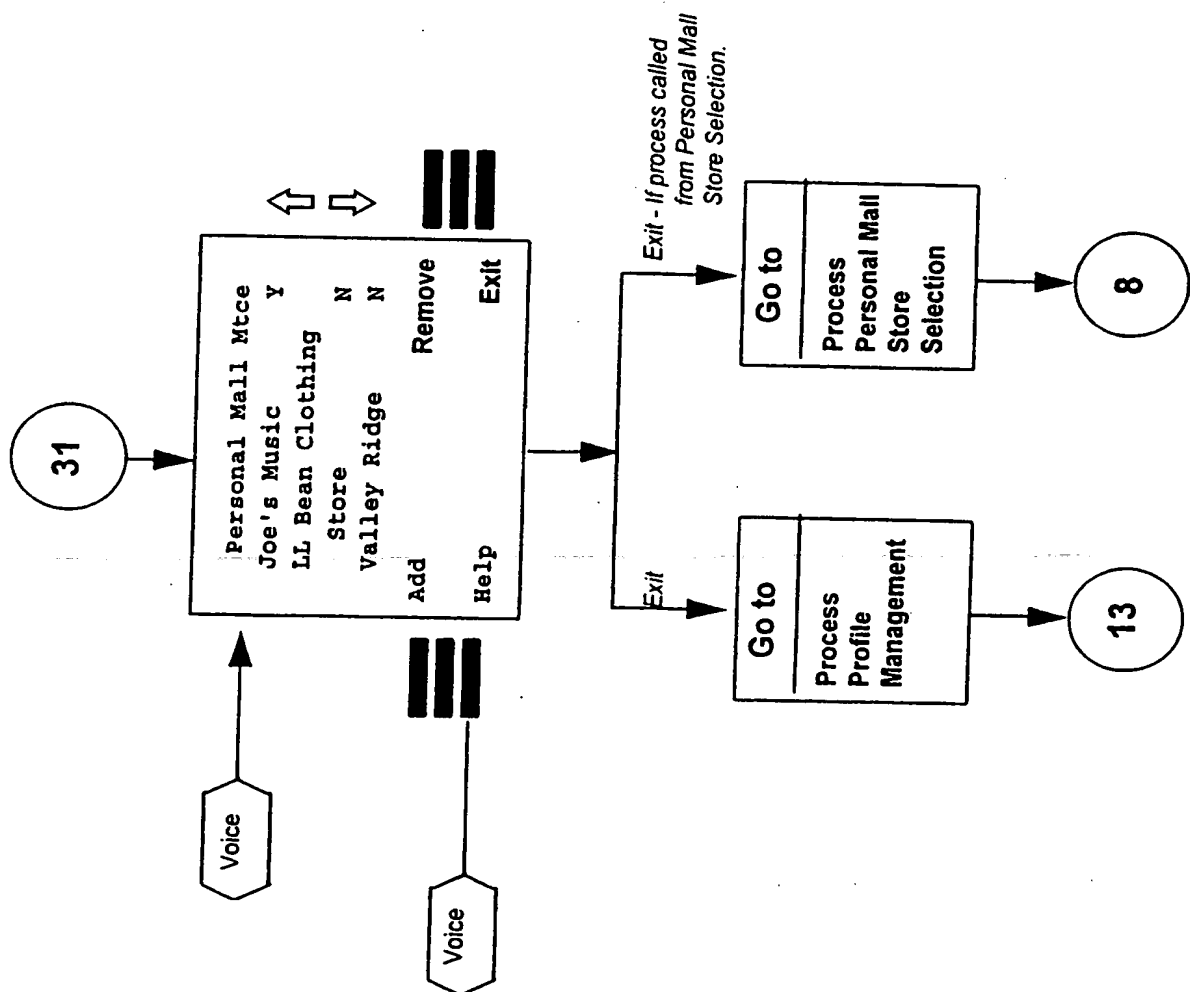 31
Voice
Personal Mall Mtce
Joe's Music Y
LL Bean Clothing
Store N
Valley Ridge N
Add Remove
Help Exit
Voice
Exit
Exit - If process called
from Personal Mall
Store Selection.
Go to
Process
Profile
Management
13
Go to
Process
Personal Mall
Store
Selection
8